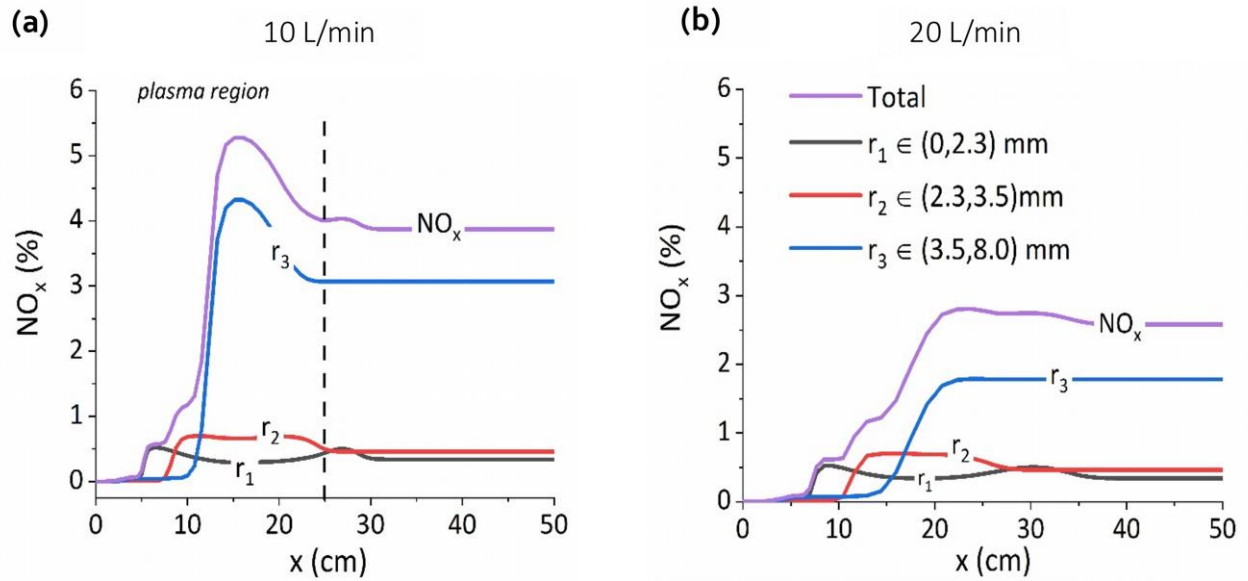 (a)
10 L/min
6
5
4
3
2
1
0
NOₓ (%)
plasma region
NOₓ
r₃
r₂
r₁
0
10
20
30
40
50
x (cm)
(b)
20 L/min
6
5
4
3
2
1
0
NOₓ (%)
Total
r₁ ∈ (0,2.3) mm
r₂ ∈ (2.3,3.5)mm
r₃ ∈ (3.5,8.0) mm
NOₓ
r₃
r₂
r₁
0
10
20
30
40
50
x (cm)